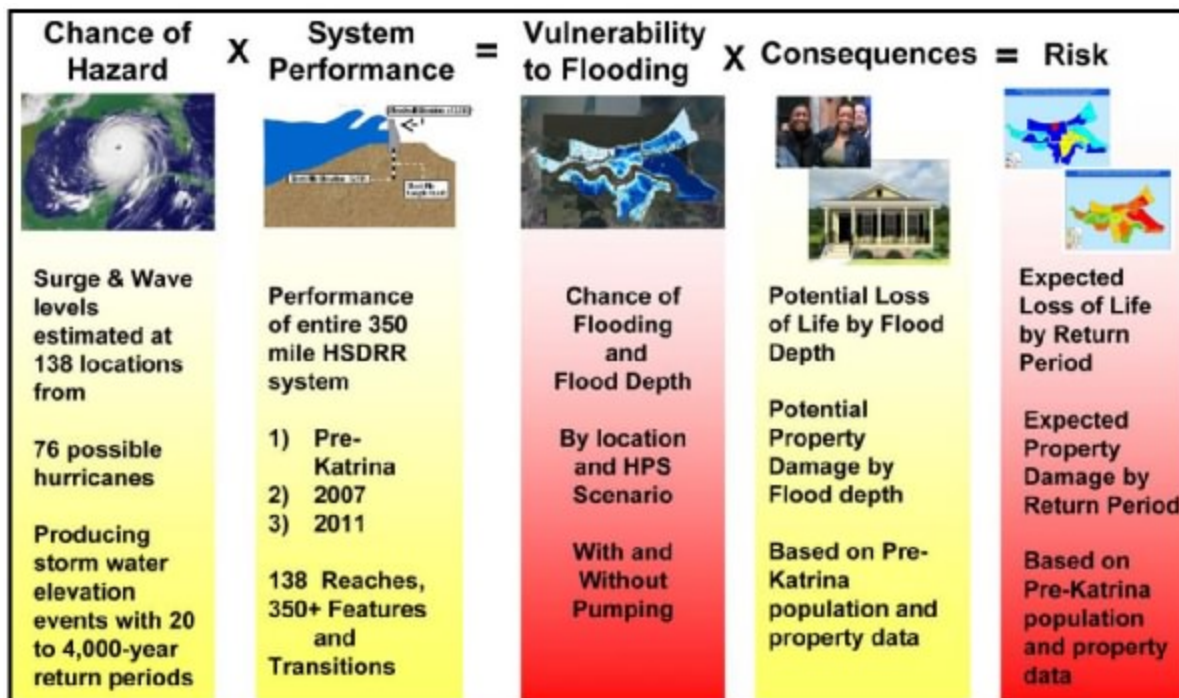 Chance of
Hazard
X
System
Performance
=
Vulnerability
to Flooding
X
Consequences
=
Risk
Surge & Wave
levels
estimated at
138 locations
from
76 possible
hurricanes
Producing
storm water
elevation
events with 20
to 4,000-year
return periods
Performance
of entire 350
mile HSDRR
system
1) Pre-
Katrina
2) 2007
3) 2011
138 Reaches,
350+ Features
and
Transitions
Chance of
Flooding
and
Flood Depth
By location
and HPS
Scenario
With and
Without
Pumping
Potential Loss
of Life by Flood
Depth
Potential
Property
Damage by
Flood depth
Based on Pre-
Katrina
population and
property data
Expected
Loss of Life
by Return
Period
Expected
Property
Damage by
Return Period
Based on
Pre-Katrina
population
and property
data